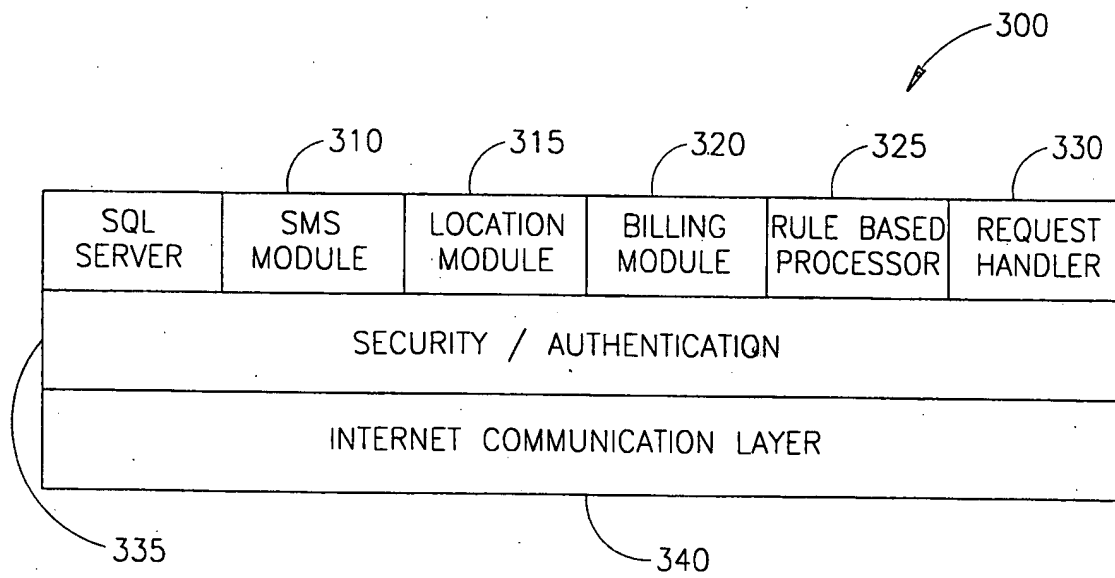 300
310
315
320
325
330
SQL
SERVER
SMS
MODULE
LOCATION
MODULE
BILLING
MODULE
RULE BASED
PROCESSOR
REQUEST
HANDLER
SECURITY / AUTHENTICATION
INTERNET COMMUNICATION LAYER
335
340